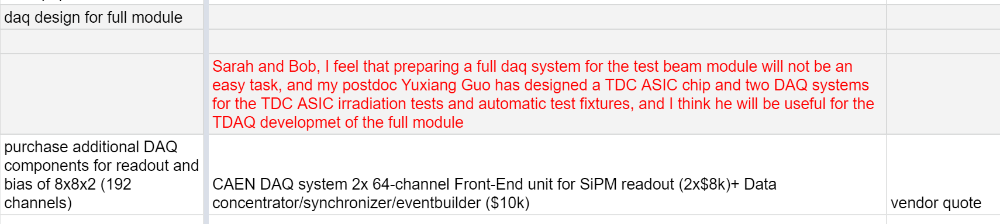 daq design for full module
Sarah and Bob, I feel that preparing a full daq system for the test beam module will not be an
easy task, and my postdoc Yuxiang Guo has designed a TDC ASIC chip and two DAQ systems
for the TDC ASIC irradiation tests and automatic test fixtures, and I think he will be useful for the
TDAQ developmet of the full module
purchase additional DAQ
components for readout and
bias of 8x8x2 (192
channels)
CAEN DAQ system 2x 64-channel Front-End unit for SiPM readout (2x$8k)+ Data
concentrator/synchronizer/eventbuilder ($10k)
vendor quote